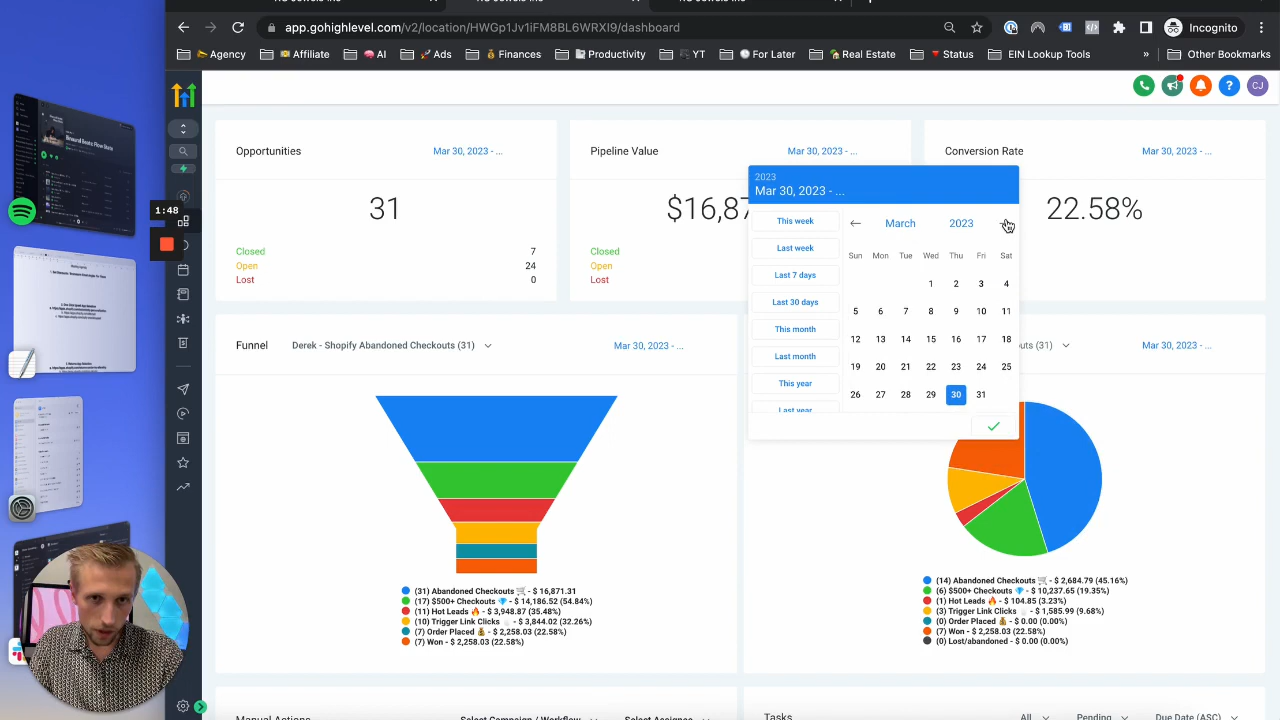 app.gohighlevel.com/v2/location/HWGp1Jv1iFM8BL6WRXI9/dashboard
Incognito
Agency
Affiliate
AI
Ads
Finances
Productivity
YT
For Later
Real Estate
Status
EIN Lookup Tools
»
Other Bookmarks
CJ
Opportunities
Mar 30, 2023 - ...
31
Closed 7
Open 24
Lost 0
Pipeline Value
Mar 30, 2023 - ...
$16,87
Closed
Open
Lost
Conversion Rate
Mar 30, 2023 - ...
22.58%
2023
Mar 30, 2023 - ...
This week
Last week
Last 7 days
Last 30 days
This month
Last month
This year
Last year
March 2023
Sun Mon Tue Wed Thu Fri Sat
1 2 3 4
5 6 7 8 9 10 11
12 13 14 15 16 17 18
19 20 21 22 23 24 25
26 27 28 29 30 31
1:48
Funnel
Derek - Shopify Abandoned Checkouts (31)
Mar 30, 2023 - ...
(31) Abandoned Checkouts 🛒 - $ 16,871.31
(17) $500+ Checkouts 💎 - $ 14,186.52 (54.84%)
(11) Hot Leads 🔥 - $ 3,948.87 (35.48%)
(10) Trigger Link Clicks - $ 3,844.02 (32.26%)
(7) Order Placed 💰 - $ 2,258.03 (22.58%)
(7) Won - $ 2,258.03 (22.58%)
uts (31)
Mar 30, 2023 - ...
(14) Abandoned Checkouts 🛒 - $ 2,684.79 (45.16%)
(6) $500+ Checkouts 💎 - $ 10,237.65 (19.35%)
(1) Hot Leads 🔥 - $ 104.85 (3.23%)
(3) Trigger Link Clicks - $ 1,585.99 (9.68%)
(0) Order Placed 💰 - $ 0.00 (0.00%)
(7) Won - $ 2,258.03 (22.58%)
(0) Lost/abandoned - $ 0.00 (0.00%)
Manual Actions
Select Campaign / Workflow
Select Assignee
Tasks
All
Pending
Due Date (ASC)